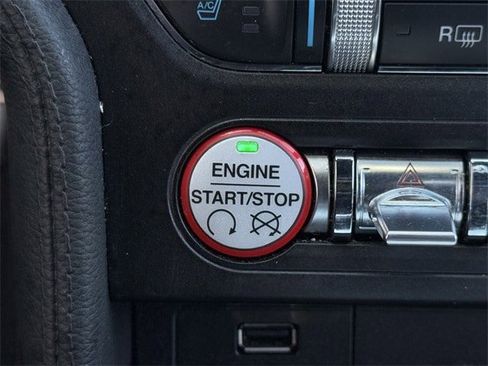 A/C
R
ENGINE
START/STOP